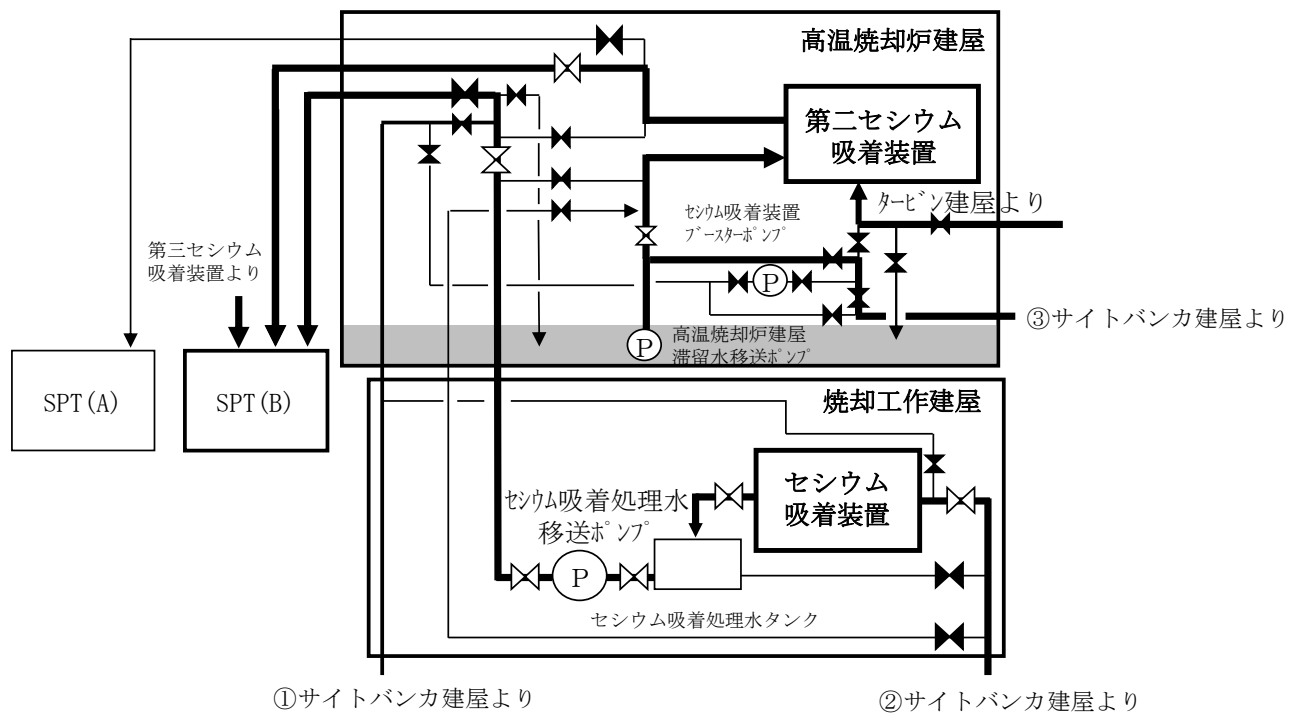 高温焼却炉建屋
第二セシウム
吸着装置
タービン建屋より
セシウム吸着装置
ブースターポンプ
第三セシウム
吸着装置より
P
③サイトバンカ建屋より
P
高温焼却炉建屋
滞留水移送ポンプ
SPT(A)
SPT(B)
焼却工作建屋
セシウム
吸着装置
セシウム吸着処理水
移送ポンプ
P
セシウム吸着処理水タンク
①サイトバンカ建屋より
②サイトバンカ建屋より